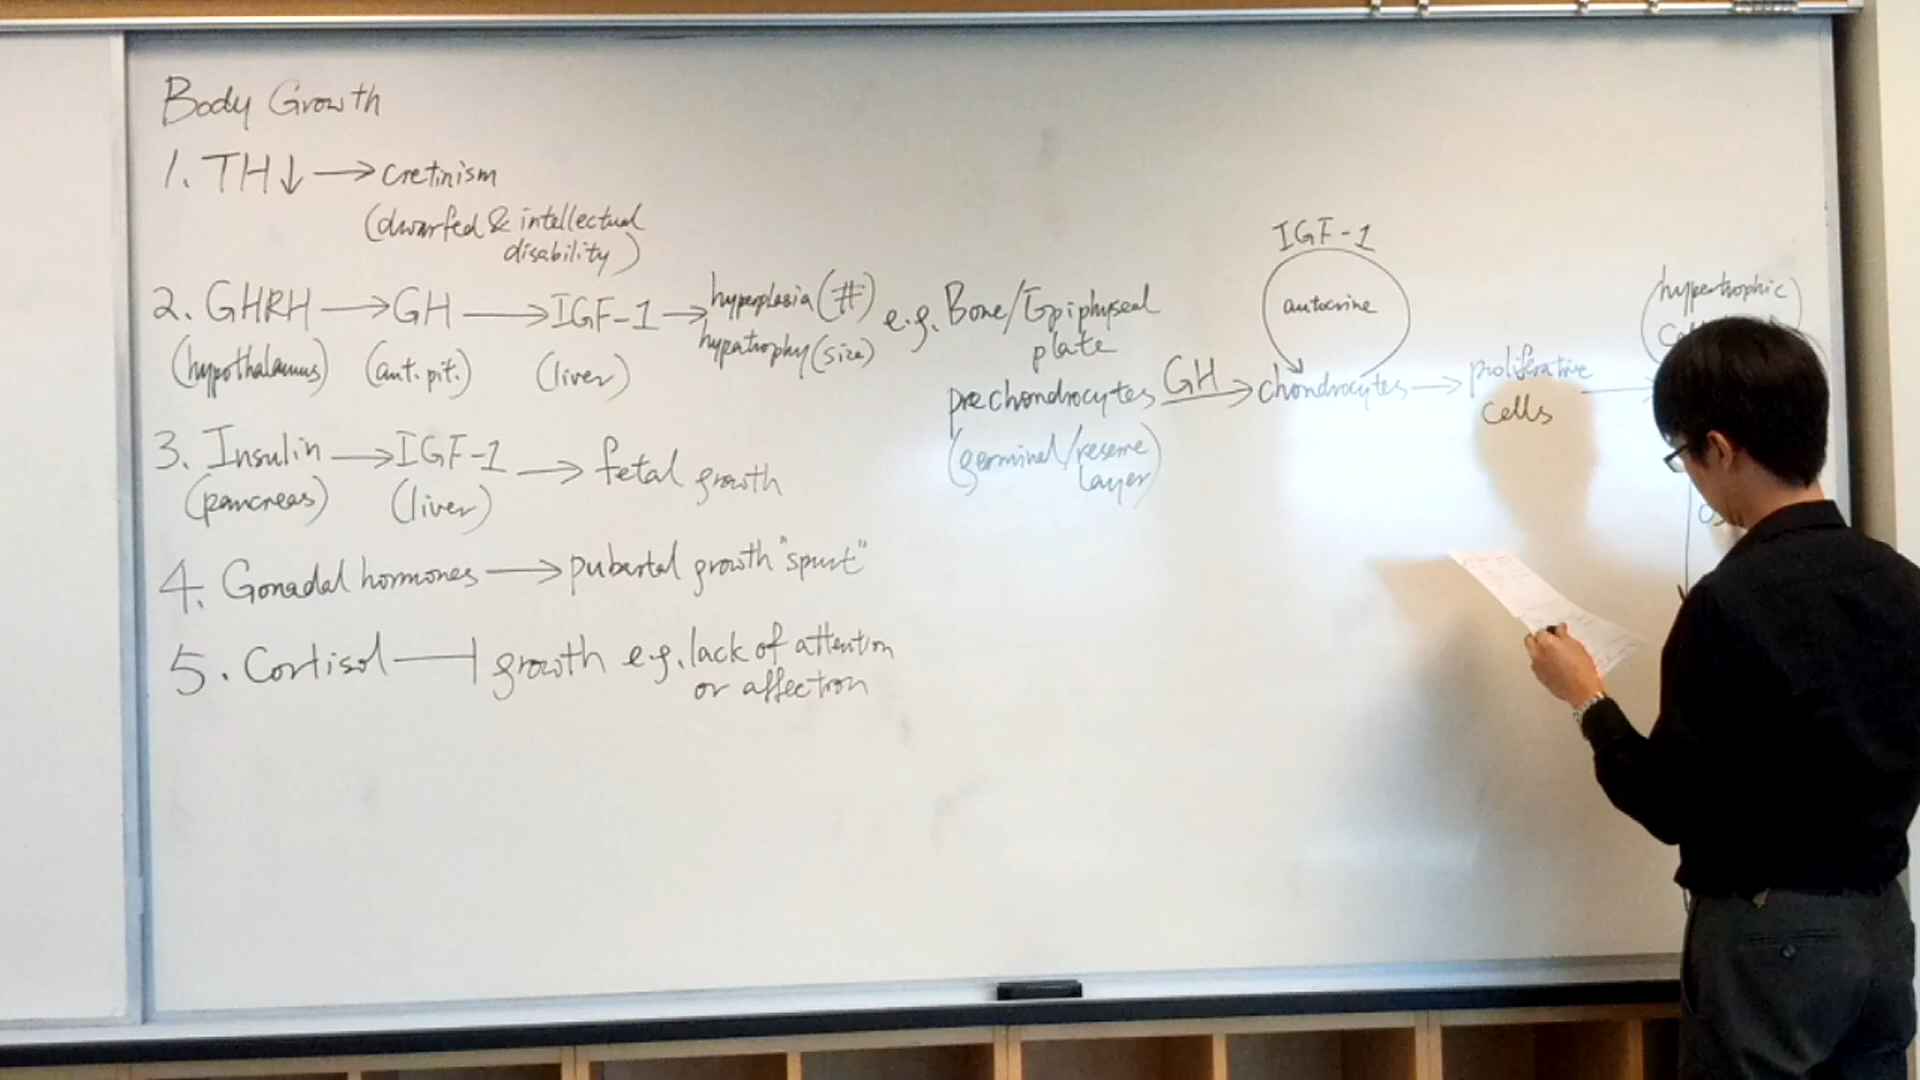 Body Growth
1. TH↓ → cretinism
(dwarfed & intellectual
disability)
2. GHRH → GH → IGF-1 → hyperplasia (#)
hypatrophy (size)
(hypothalamus) (ant. pit.) (liver)
3. Insulin → IGF-1 → fetal growth
(pancreas) (liver)
4. Gonadal hormones → pubertal growth "spurt"
5. Cortisol ⊣ growth e.g. lack of attention
or affection
e.g. Bone/Epiphyseal
plate
IGF-1
autocrine
prechondrocytes GH → chondrocytes → proliferative
cells
(germinal/reserve
layer)
(hypertrophic